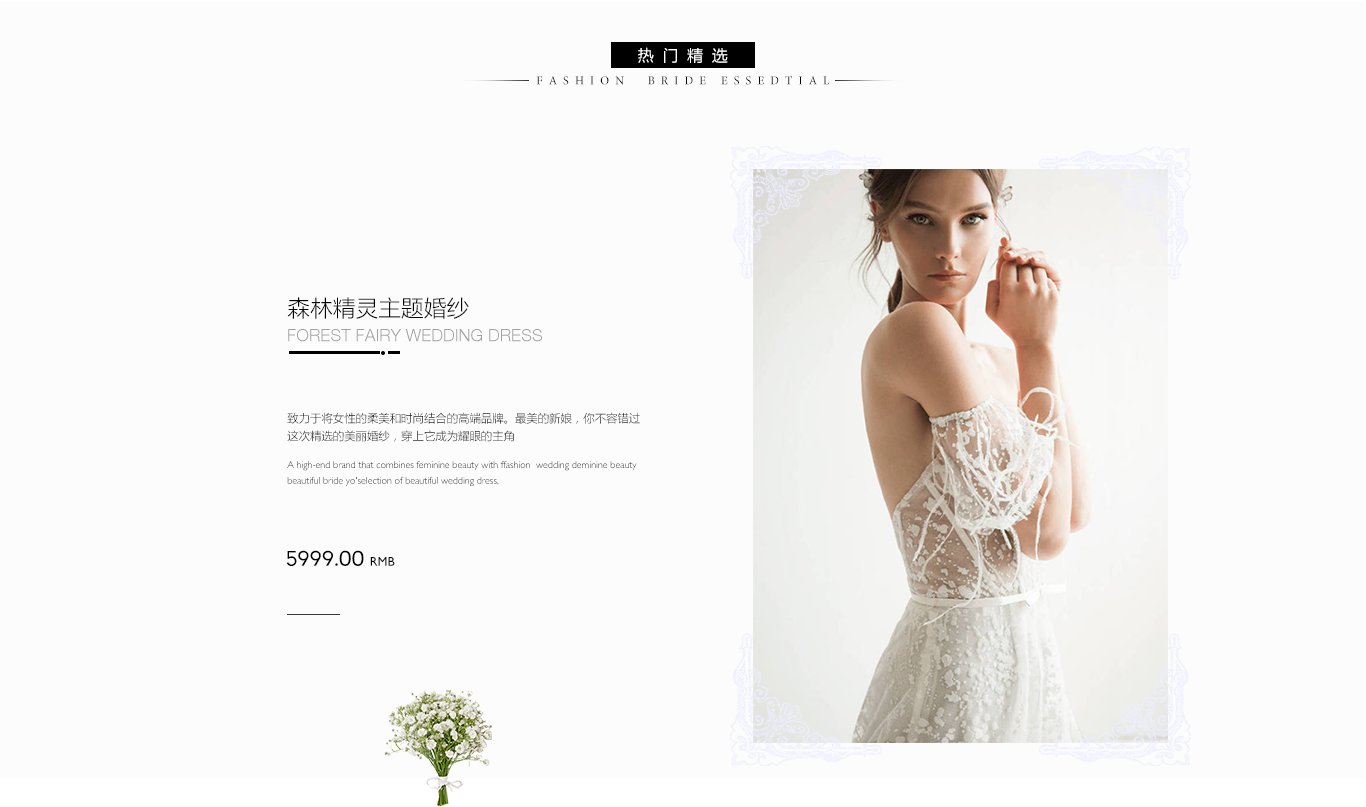 热门精选
FASHION BRIDE ESSEDTIAL
森林精灵主题婚纱
FOREST FAIRY WEDDING DRESS
致力于将女性的柔美和时尚结合的高端品牌。最美的新娘，你不容错过
这次精选的美丽婚纱，穿上它成为耀眼的主角
A high-end brand that combines feminine beauty with ffashion wedding deminine beauty
beautiful bride yo'selection of beautiful wedding dress.
5999.00 RMB